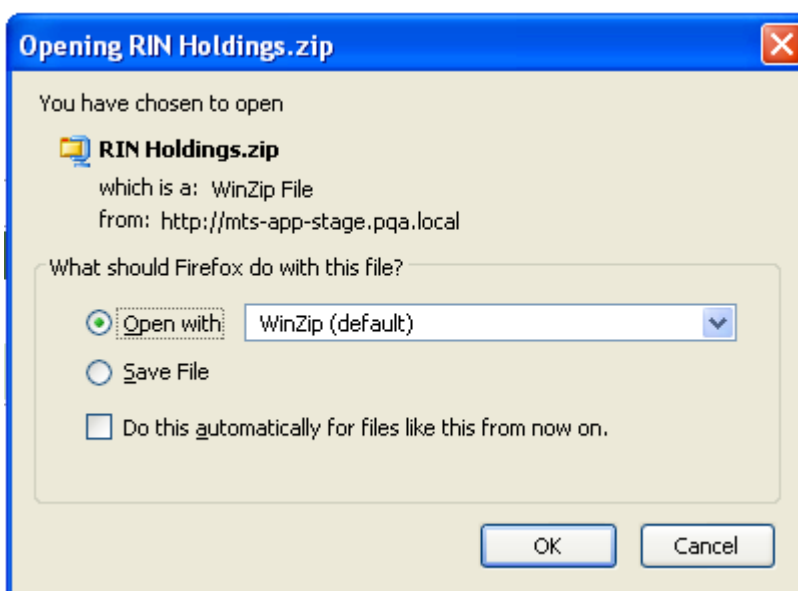 Opening RIN Holdings.zip
You have chosen to open
RIN Holdings.zip
which is a: WinZip File
from: http://mts-app-stage.pqa.local
What should Firefox do with this file?
Open with WinZip (default)
Save File
Do this automatically for files like this from now on.
OK Cancel